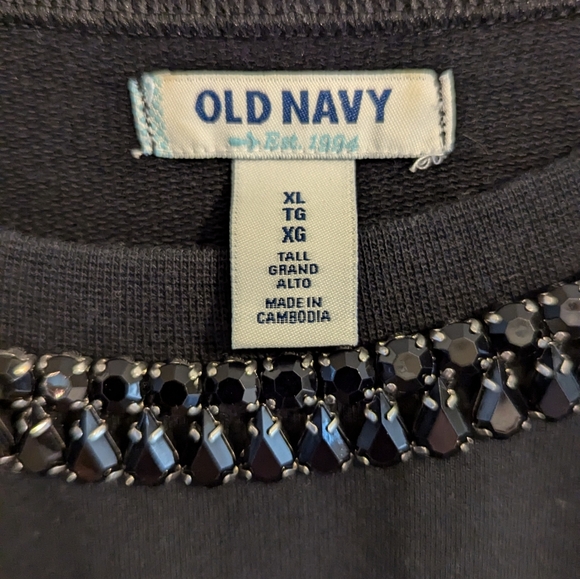 OLD NAVY
Est. 1994
XL
TG
XG
TALL
GRAND
ALTO
MADE IN
CAMBODIA